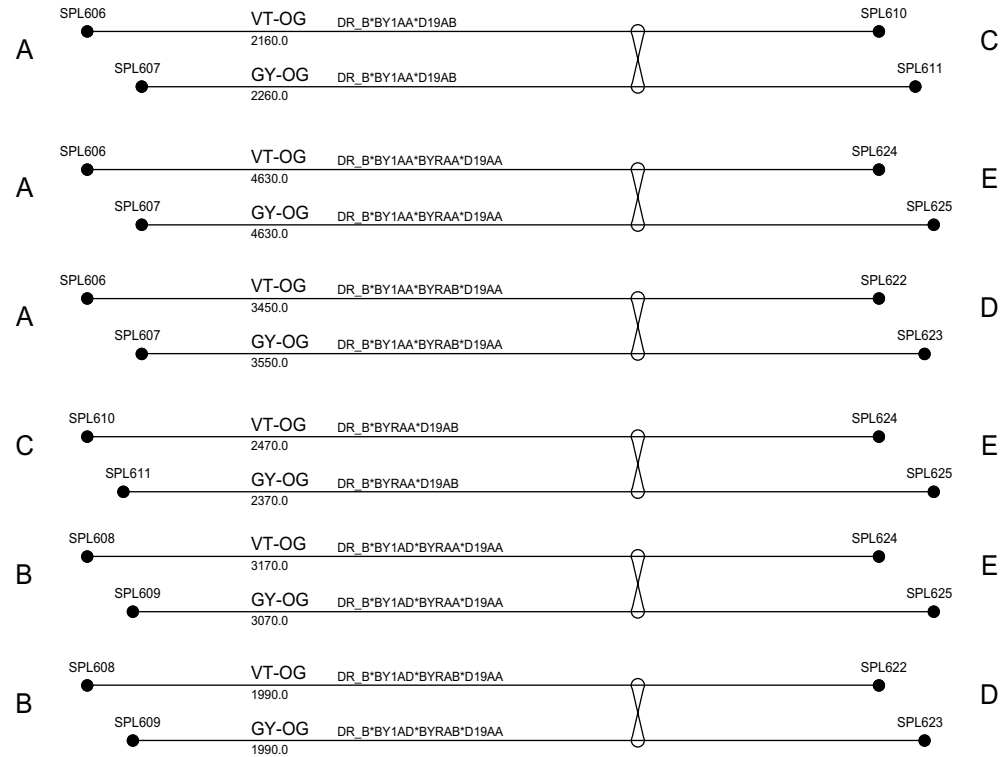 SPL606 VT-OG DR_B*BY1AA*D19AB SPL610
A 2160.0 C
SPL607 GY-OG DR_B*BY1AA*D19AB SPL611
2260.0
SPL606 VT-OG DR_B*BY1AA*BYRAA*D19AA SPL624
A 4630.0 E
SPL607 GY-OG DR_B*BY1AA*BYRAA*D19AA SPL625
4630.0
SPL606 VT-OG DR_B*BY1AA*BYRAB*D19AA SPL622
A 3450.0 D
SPL607 GY-OG DR_B*BY1AA*BYRAB*D19AA SPL623
3550.0
SPL610 VT-OG DR_B*BYRAA*D19AB SPL624
C 2470.0 E
SPL611 GY-OG DR_B*BYRAA*D19AB SPL625
2370.0
SPL608 VT-OG DR_B*BY1AD*BYRAA*D19AA SPL624
B 3170.0 E
SPL609 GY-OG DR_B*BY1AD*BYRAA*D19AA SPL625
3070.0
SPL608 VT-OG DR_B*BY1AD*BYRAB*D19AA SPL622
B 1990.0 D
SPL609 GY-OG DR_B*BY1AD*BYRAB*D19AA SPL623
1990.0